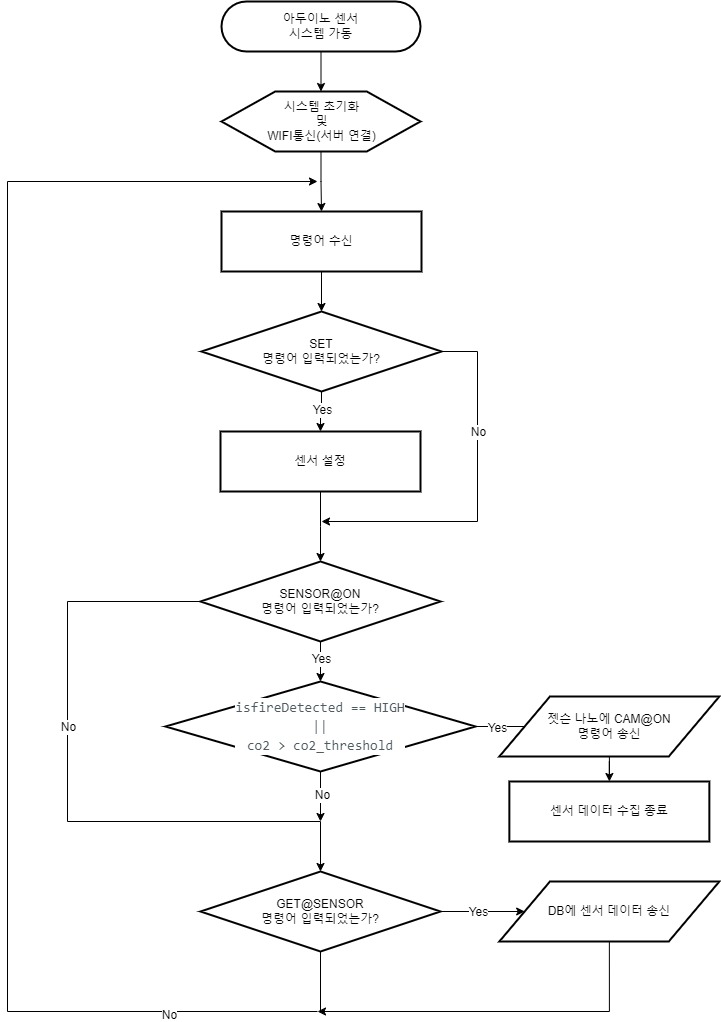 아두이노 센서
시스템 가동
시스템 초기화
및
WIFI통신(서버 연결)
명령어 수신
SET
명령어 입력되었는가?
Yes
No
센서 설정
SENSOR@ON
명령어 입력되었는가?
Yes
No
isfireDetected == HIGH
||
co2 > co2_threshold
Yes
젯슨 나노에 CAM@ON
명령어 송신
No
센서 데이터 수집 종료
GET@SENSOR
명령어 입력되었는가?
Yes
DB에 센서 데이터 송신
No